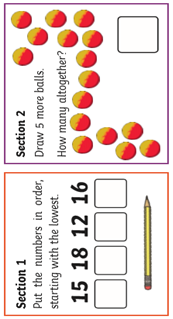 Section 1
Put the numbers in order,
starting with the lowest.
15 18 12 16
Section 2
Draw 5 more balls.
How many altogether?